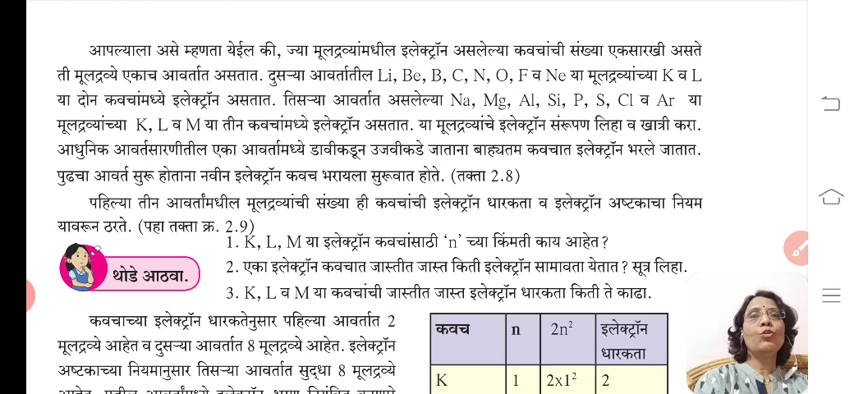 आपल्याला असे म्हणता येईल की, ज्या मूलद्रव्यांमधील इलेक्ट्रॉन असलेल्या कवचांची संख्या एकसारखी असते
ती मूलद्रव्ये एकाच आवर्तात असतात. दुसऱ्या आवर्तातील Li, Be, B, C, N, O, F व Ne या मूलद्रव्यांच्या K व L
या दोन कवचांमध्ये इलेक्ट्रॉन असतात. तिसऱ्या आवर्तात असलेल्या Na, Mg, Al, Si, P, S, Cl व Ar या
मूलद्रव्यांच्या K, L व M या तीन कवचांमध्ये इलेक्ट्रॉन असतात. या मूलद्रव्यांचे इलेक्ट्रॉन संरूपण लिहा व खात्री करा.
आधुनिक आवर्तसारणीतील एका आवर्तामध्ये डावीकडून उजवीकडे जाताना बाह्यतम कवचात इलेक्ट्रॉन भरले जातात.
पुढचा आवर्त सुरू होताना नवीन इलेक्ट्रॉन कवच भरायला सुरूवात होते. (तक्ता 2.8)
पहिल्या तीन आवर्तांमधील मूलद्रव्यांची संख्या ही कवचांची इलेक्ट्रॉन धारकता व इलेक्ट्रॉन अष्टकाचा नियम
यावरून ठरते. (पहा तक्ता क्र. 2.9)
थोडे आठवा.
1. K, L, M या इलेक्ट्रॉन कवचांसाठी 'n' च्या किंमती काय आहेत ?
2. एका इलेक्ट्रॉन कवचात जास्तीत जास्त किती इलेक्ट्रॉन सामावता येतात ? सूत्र लिहा.
3. K, L व M या कवचांची जास्तीत जास्त इलेक्ट्रॉन धारकता किती ते काढा.
कवचाच्या इलेक्ट्रॉन धारकतेनुसार पहिल्या आवर्तात 2
मूलद्रव्ये आहेत व दुसऱ्या आवर्तात 8 मूलद्रव्ये आहेत. इलेक्ट्रॉन
अष्टकाच्या नियमानुसार तिसऱ्या आवर्तात सुद्धा 8 मूलद्रव्ये
कवच n 2n² इलेक्ट्रॉन
धारकता
K 1 2x1² 2